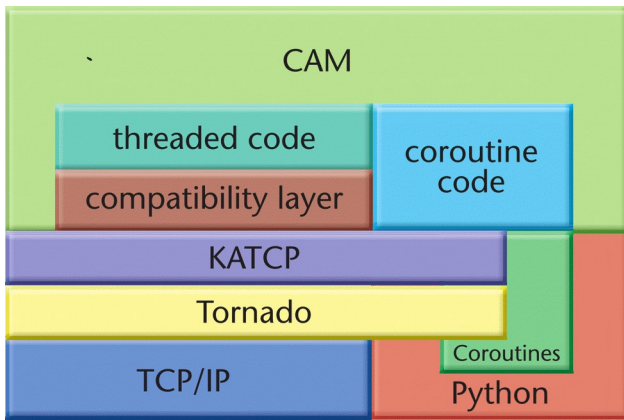 CAM
threaded code
coroutine
code
compatibility layer
KATCP
Tornado
Coroutines
TCP/IP
Python